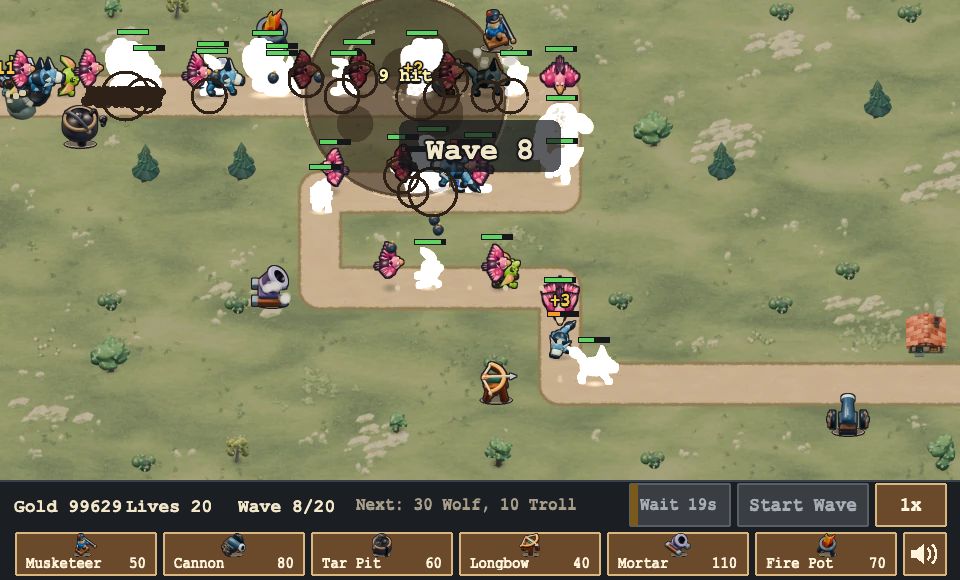 9 hit
Wave 8
+3
Gold 99629 Lives 20 Wave 8/20 Next: 30 Wolf, 10 Troll Wait 19s Start Wave 1x
Musketeer 50 Cannon 80 Tar Pit 60 Longbow 40 Mortar 110 Fire Pot 70